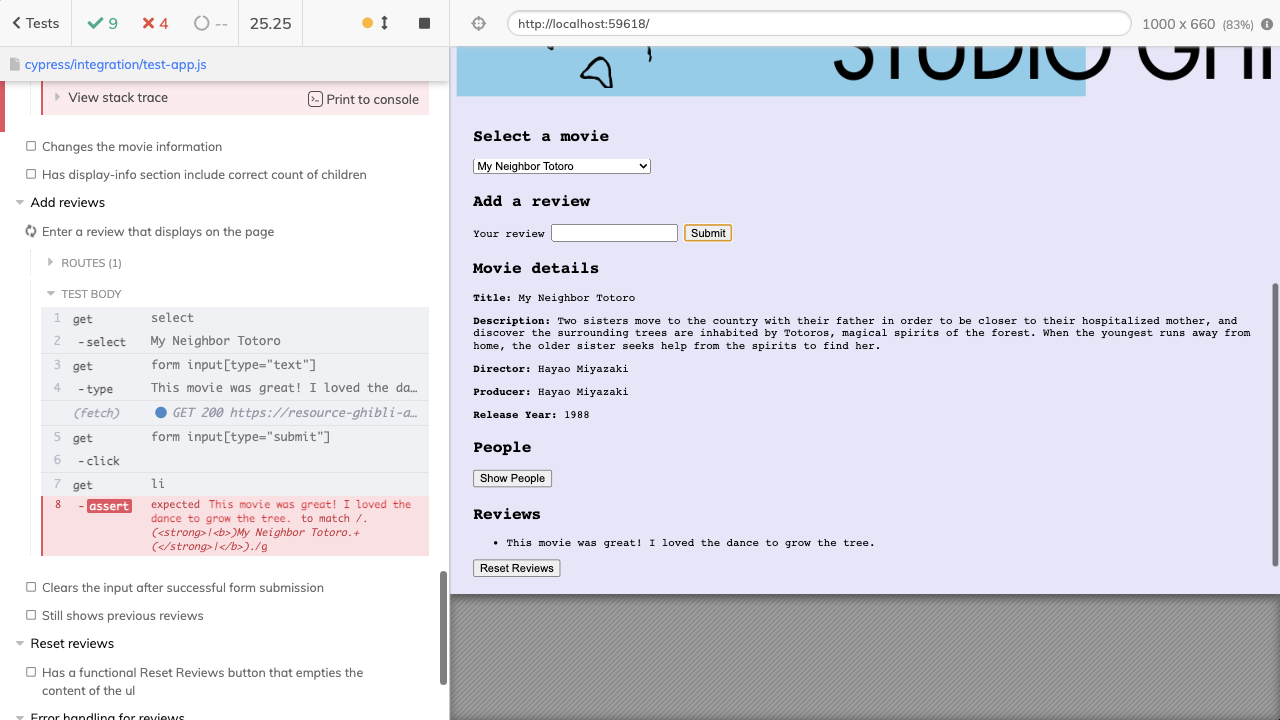 Tests
9
4
--
25.25
http://localhost:59618/
1000 x 660 (83%)
cypress/integration/test-app.js
View stack trace
Print to console
Changes the movie information
Has display-info section include correct count of children
Add reviews
Enter a review that displays on the page
ROUTES (1)
TEST BODY
1 get select
2 -select My Neighbor Totoro
3 get form input[type="text"]
4 -type This movie was great! I loved the da…
(fetch) GET 200 https://resource-ghibli-a…
5 get form input[type="submit"]
6 -click
7 get li
8 -assert expected This movie was great! I loved the
dance to grow the tree. to match /.
(<strong>|<b>)My Neighbor Totoro.+
(</strong>|</b>)./g
Clears the input after successful form submission
Still shows previous reviews
Reset reviews
Has a functional Reset Reviews button that empties the
content of the ul
Error handling for reviews
STUDIO GHI
Select a movie
My Neighbor Totoro
Add a review
Your review Submit
Movie details
Title: My Neighbor Totoro
Description: Two sisters move to the country with their father in order to be closer to their hospitalized mother, and
discover the surrounding trees are inhabited by Totoros, magical spirits of the forest. When the youngest runs away from
home, the older sister seeks help from the spirits to find her.
Director: Hayao Miyazaki
Producer: Hayao Miyazaki
Release Year: 1988
People
Show People
Reviews
• This movie was great! I loved the dance to grow the tree.
Reset Reviews